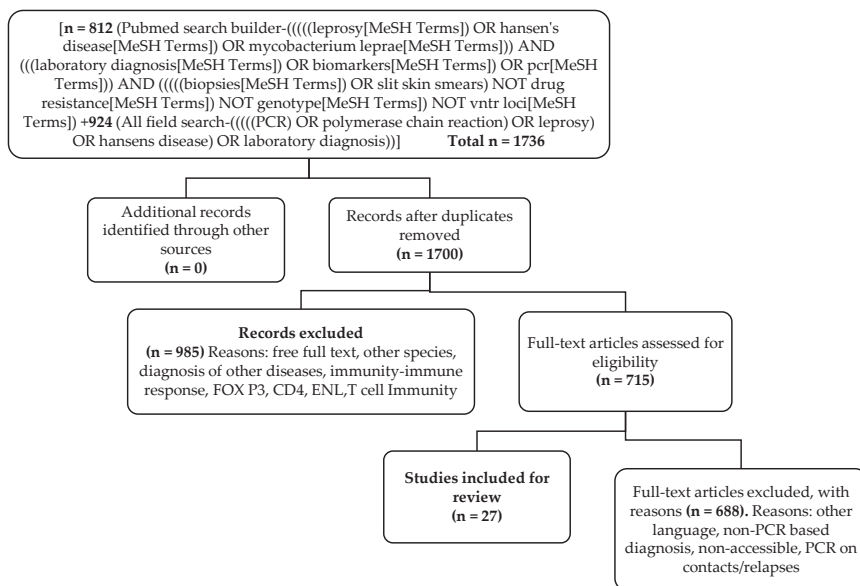 [n = 812 (Pubmed search builder-(((((leprosy[MeSH Terms]) OR hansen's
disease[MeSH Terms]) OR mycobacterium leprae[MeSH Terms])) AND
(((laboratory diagnosis[MeSH Terms]) OR biomarkers[MeSH Terms]) OR pcr[MeSH
Terms])) AND (((((biopsies[MeSH Terms]) OR slit skin smears) NOT drug
resistance[MeSH Terms]) NOT genotype[MeSH Terms]) NOT vntr loci[MeSH
Terms]) +924 (All field search-(((((PCR) OR polymerase chain reaction) OR leprosy)
OR hansens disease) OR laboratory diagnosis))] Total n = 1736
Additional records
identified through other
sources
(n = 0)
Records after duplicates
removed
(n = 1700)
Records excluded
(n = 985) Reasons: free full text, other species,
diagnosis of other diseases, immunity-immune
response, FOX P3, CD4, ENL,T cell Immunity
Full-text articles assessed for
eligibility
(n = 715)
Studies included for
review
(n = 27)
Full-text articles excluded, with
reasons (n = 688). Reasons: other
language, non-PCR based
diagnosis, non-accessible, PCR on
contacts/relapses